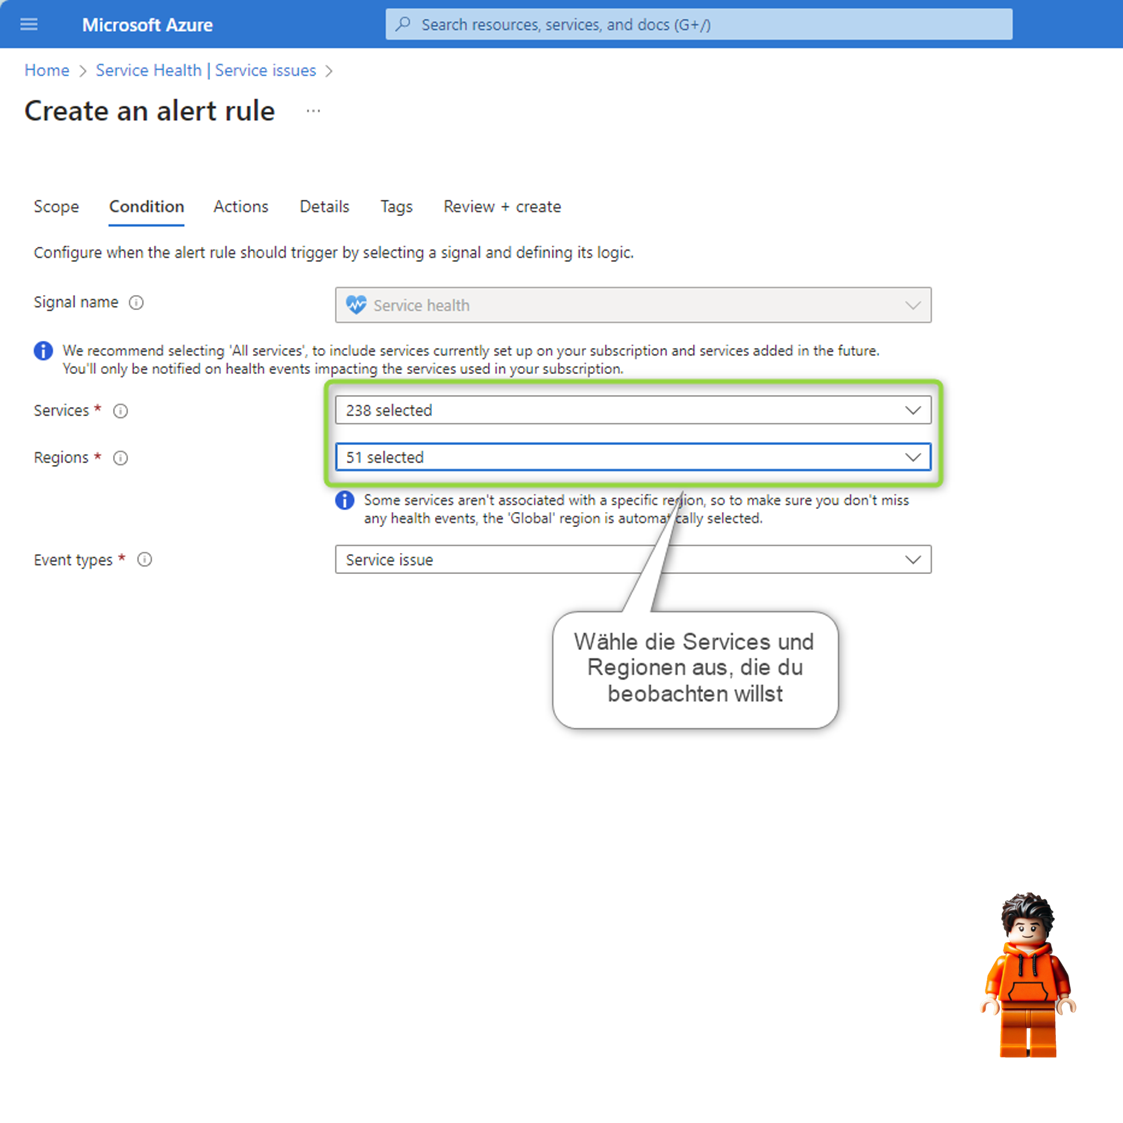 Microsoft Azure
Search resources, services, and docs (G+/)
Home > Service Health | Service issues >
Create an alert rule ...
Scope Condition Actions Details Tags Review + create
Configure when the alert rule should trigger by selecting a signal and defining its logic.
Signal name
Service health
We recommend selecting 'All services', to include services currently set up on your subscription and services added in the future.
You'll only be notified on health events impacting the services used in your subscription.
Services *
238 selected
Regions *
51 selected
Some services aren't associated with a specific region, so to make sure you don't miss
any health events, the 'Global' region is automatically selected.
Event types *
Service issue
Wähle die Services und
Regionen aus, die du
beobachten willst